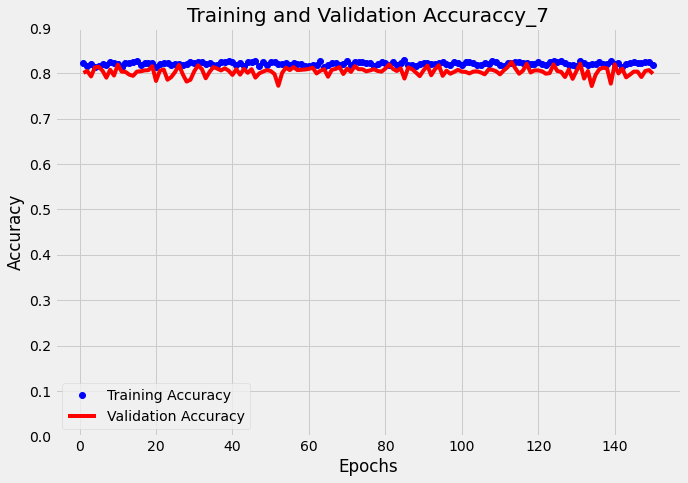 Training and Validation Accuraccy_7
0.9
0.8
0.7
0.6
0.5
0.4
0.3
0.2
0.1
0.0
Accuracy
Training Accuracy
Validation Accuracy
0 20 40 60 80 100 120 140
Epochs